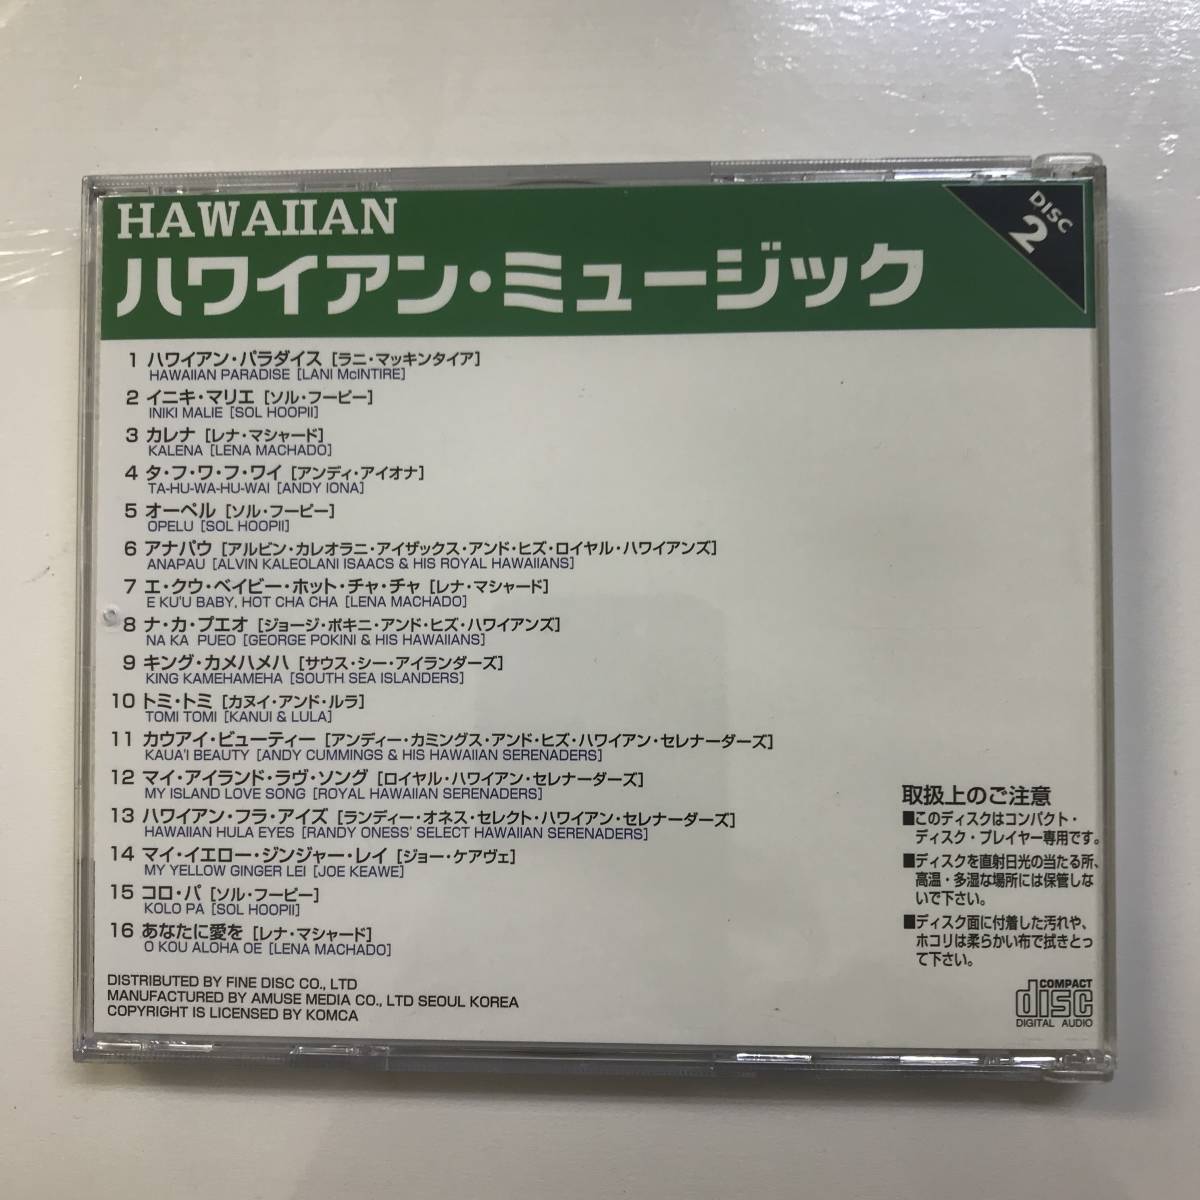 HAWAIIAN
ハワイアン・ミュージック
DISC
2
1 ハワイアン・パラダイス [ラニ・マッキンタイア]
HAWAIIAN PARADISE [LANI McINTIRE]
2 イニキ・マリエ [ソル・フーピー]
INIKI MALIE [SOL HOOPII]
3 カレナ [レナ・マシャード]
KALENA [LENA MACHADO]
4 タ・フ・ワ・フ・ワイ [アンディ・アイオナ]
TA-HU-WA-HU-WAI [ANDY IONA]
5 オーペル [ソル・フーピー]
OPELU [SOL HOOPII]
6 アナパウ [アルビン・カレオラニ・アイザックス・アンド・ヒズ・ロイヤル・ハワイアンズ]
ANAPAU [ALVIN KALEOLANI ISAACS & HIS ROYAL HAWAIIANS]
7 エ・クウ・ベイビー・ホット・チャ・チャ [レナ・マシャード]
E KU'U BABY, HOT CHA CHA [LENA MACHADO]
8 ナ・カ・プエオ [ジョージ・ポキニ・アンド・ヒズ・ハワイアンズ]
NA KA PUEO [GEORGE POKINI & HIS HAWAIIANS]
9 キング・カメハメハ [サウス・シー・アイランダーズ]
KING KAMEHAMEHA [SOUTH SEA ISLANDERS]
10 トミ・トミ [カヌイ・アンド・ルラ]
TOMI TOMI [KANUI & LULA]
11 カウアイ・ビューティー [アンディー・カミングス・アンド・ヒズ・ハワイアン・セレナーダーズ]
KAUA'I BEAUTY [ANDY CUMMINGS & HIS HAWAIIAN SERENADERS]
12 マイ・アイランド・ラヴ・ソング [ロイヤル・ハワイアン・セレナーダーズ]
MY ISLAND LOVE SONG [ROYAL HAWAIIAN SERENADERS]
13 ハワイアン・フラ・アイズ [ランディー・オネス・セレクト・ハワイアン・セレナーダーズ]
HAWAIIAN HULA EYES [RANDY ONESS' SELECT HAWAIIAN SERENADERS]
14 マイ・イエロー・ジンジャー・レイ [ジョー・ケアヴェ]
MY YELLOW GINGER LEI [JOE KEAWE]
15 コロ・パ [ソル・フーピー]
KOLO PA [SOL HOOPII]
16 あなたに愛を [レナ・マシャード]
O KOU ALOHA OE [LENA MACHADO]
DISTRIBUTED BY FINE DISC CO., LTD
MANUFACTURED BY AMUSE MEDIA CO., LTD SEOUL KOREA
COPYRIGHT IS LICENSED BY KOMCA
取扱上のご注意
■このディスクはコンパクト・
ディスク・プレイヤー専用です。
■ディスクを直射日光の当たる所、
高温・多湿な場所には保管しな
いで下さい。
■ディスク面に付着した汚れや、
ホコリは柔らかい布で拭きとっ
て下さい。
COMPACT
disc
DIGITAL AUDIO